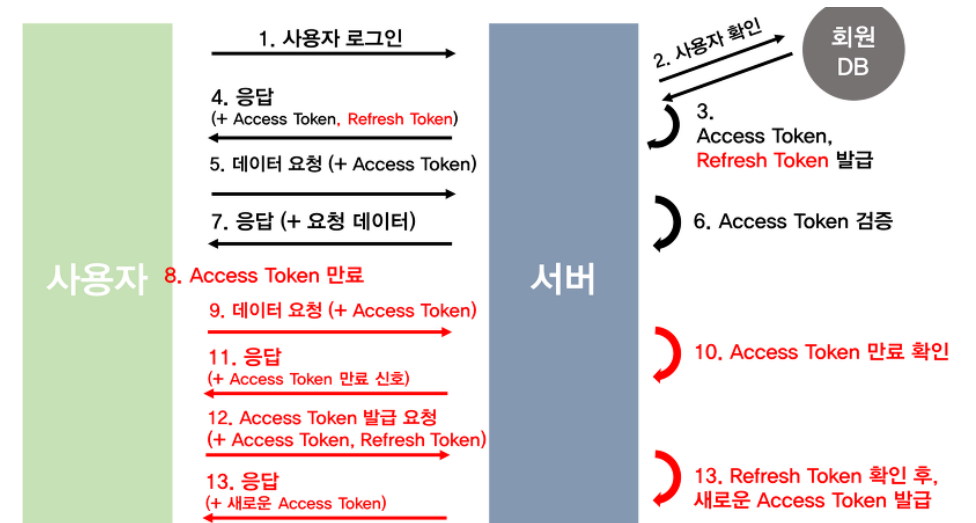 1. 사용자 로그인
2. 사용자 확인
회원
DB
4. 응답
(+ Access Token, Refresh Token)
3.
Access Token,
Refresh Token 발급
5. 데이터 요청 (+ Access Token)
7. 응답 (+ 요청 데이터)
6. Access Token 검증
사용자
8. Access Token 만료
서버
9. 데이터 요청 (+ Access Token)
10. Access Token 만료 확인
11. 응답
(+ Access Token 만료 신호)
12. Access Token 발급 요청
(+ Access Token, Refresh Token)
13. 응답
(+ 새로운 Access Token)
13. Refresh Token 확인 후,
새로운 Access Token 발급